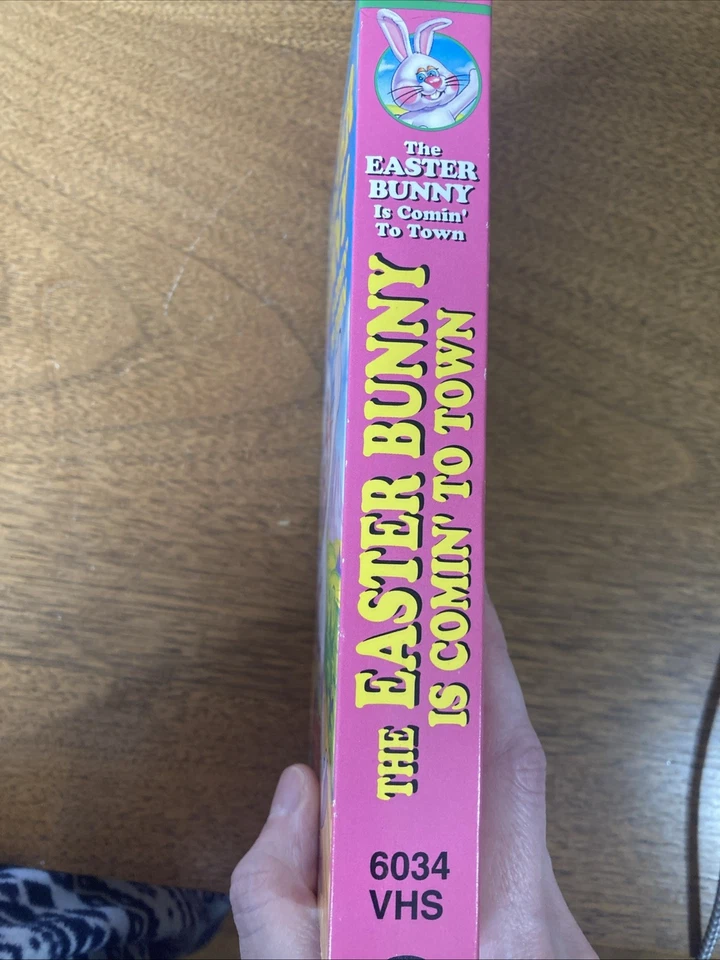 The
EASTER
BUNNY
Is Comin'
To Town
THE EASTER BUNNY
IS COMIN' TO TOWN
6034
VHS